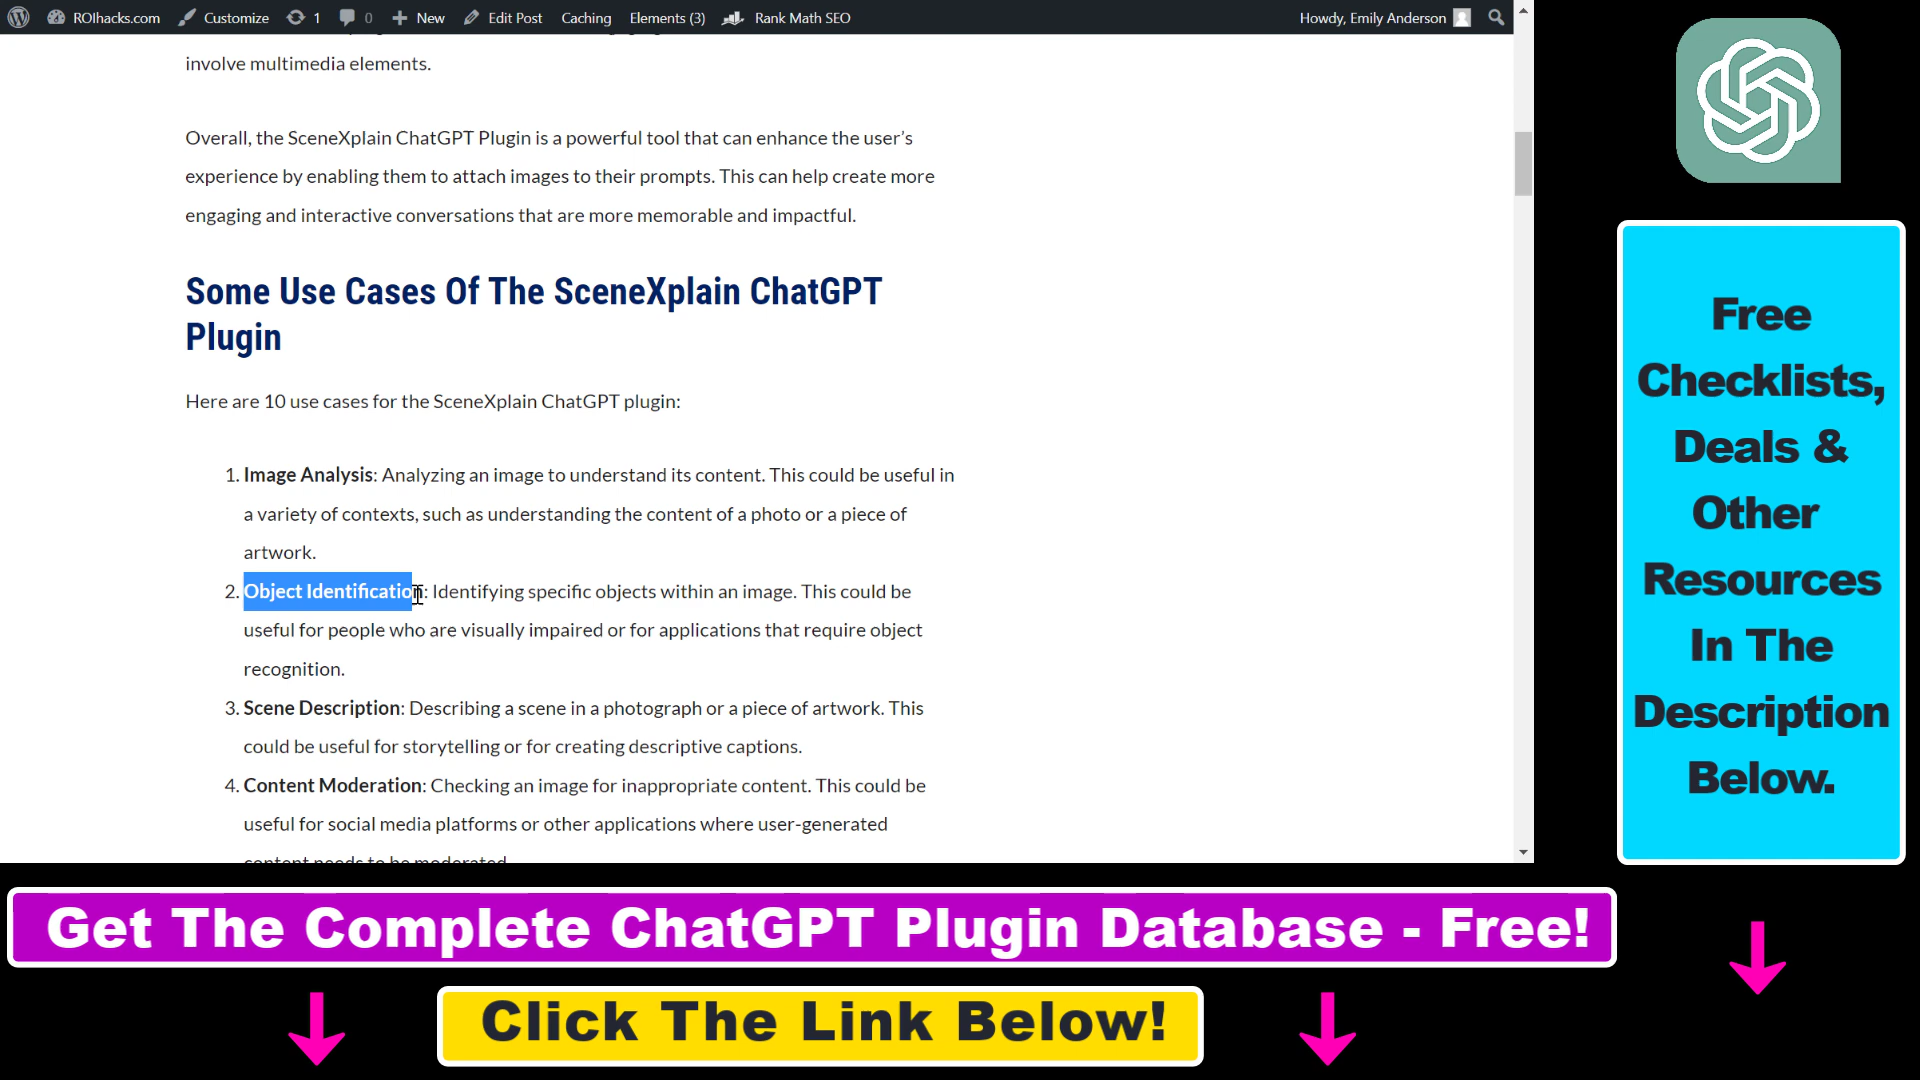 ROIhacks.com Customize 1 0 New Edit Post Caching Elements (3) Rank Math SEO Howdy, Emily Anderson
involve multimedia elements.
Overall, the SceneXplain ChatGPT Plugin is a powerful tool that can enhance the user’s
experience by enabling them to attach images to their prompts. This can help create more
engaging and interactive conversations that are more memorable and impactful.
Some Use Cases Of The SceneXplain ChatGPT
Plugin
Here are 10 use cases for the SceneXplain ChatGPT plugin:
1. Image Analysis: Analyzing an image to understand its content. This could be useful in
a variety of contexts, such as understanding the content of a photo or a piece of
artwork.
2. Object Identification: Identifying specific objects within an image. This could be
useful for people who are visually impaired or for applications that require object
recognition.
3. Scene Description: Describing a scene in a photograph or a piece of artwork. This
could be useful for storytelling or for creating descriptive captions.
4. Content Moderation: Checking an image for inappropriate content. This could be
useful for social media platforms or other applications where user-generated
content needs to be moderated.
Free
Checklists,
Deals &
Other
Resources
In The
Description
Below.
Get The Complete ChatGPT Plugin Database - Free!
Click The Link Below!